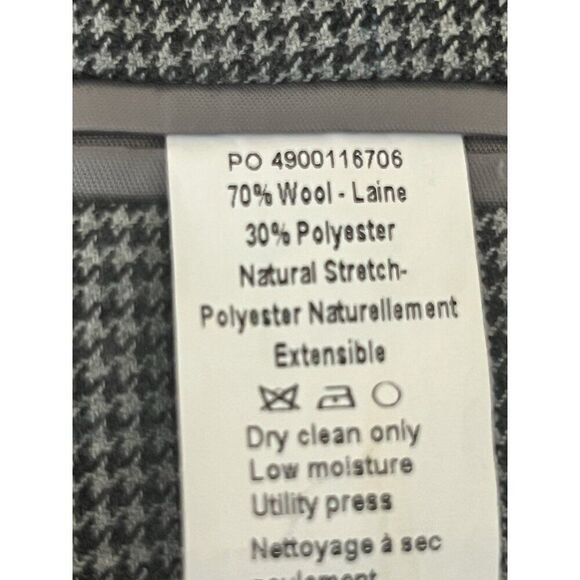 PO 4900116706
70% Wool - Laine
30% Polyester
Natural Stretch-
Polyester Naturellement
Extensible
Dry clean only
Low moisture
Utility press
Nettoyage à sec
seulement